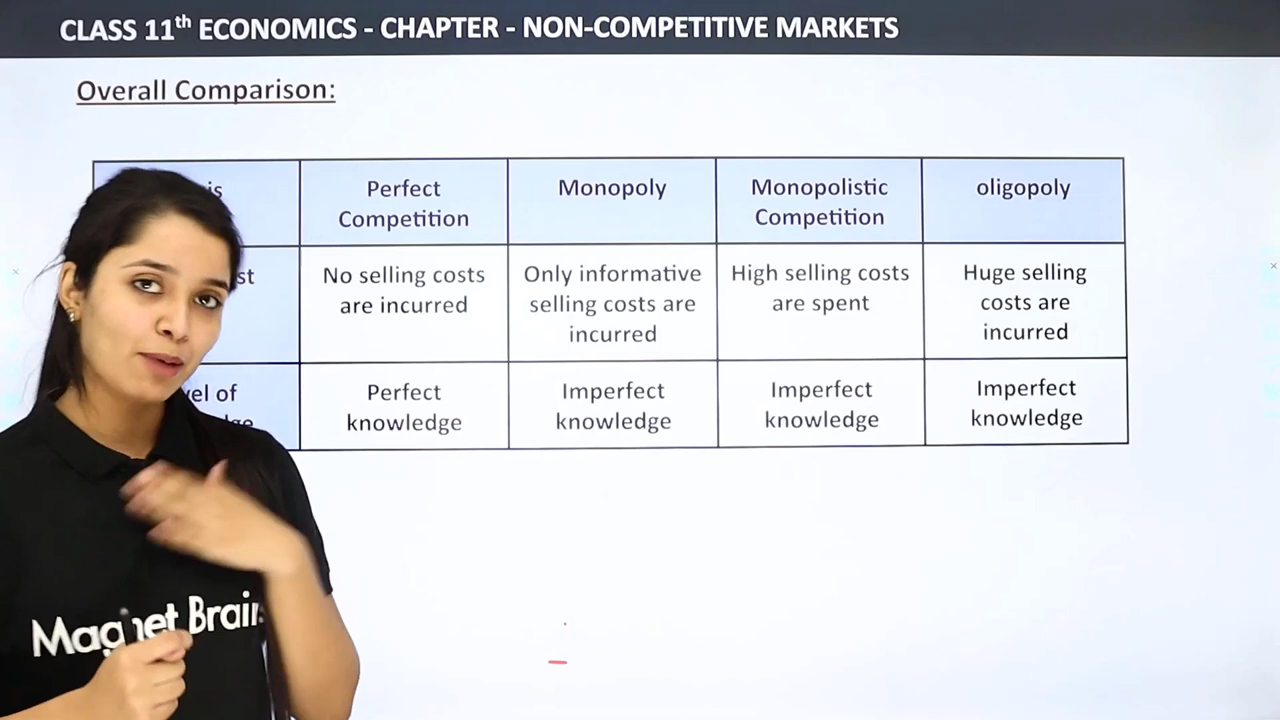 CLASS 11th ECONOMICS - CHAPTER - NON-COMPETITIVE MARKETS
Overall Comparison:
Perfect
Competition
Monopoly
Monopolistic
Competition
oligopoly
No selling costs
are incurred
Only informative
selling costs are
incurred
High selling costs
are spent
Huge selling
costs are
incurred
of
Perfect
knowledge
Imperfect
knowledge
Imperfect
knowledge
Imperfect
knowledge
Magnet Brain